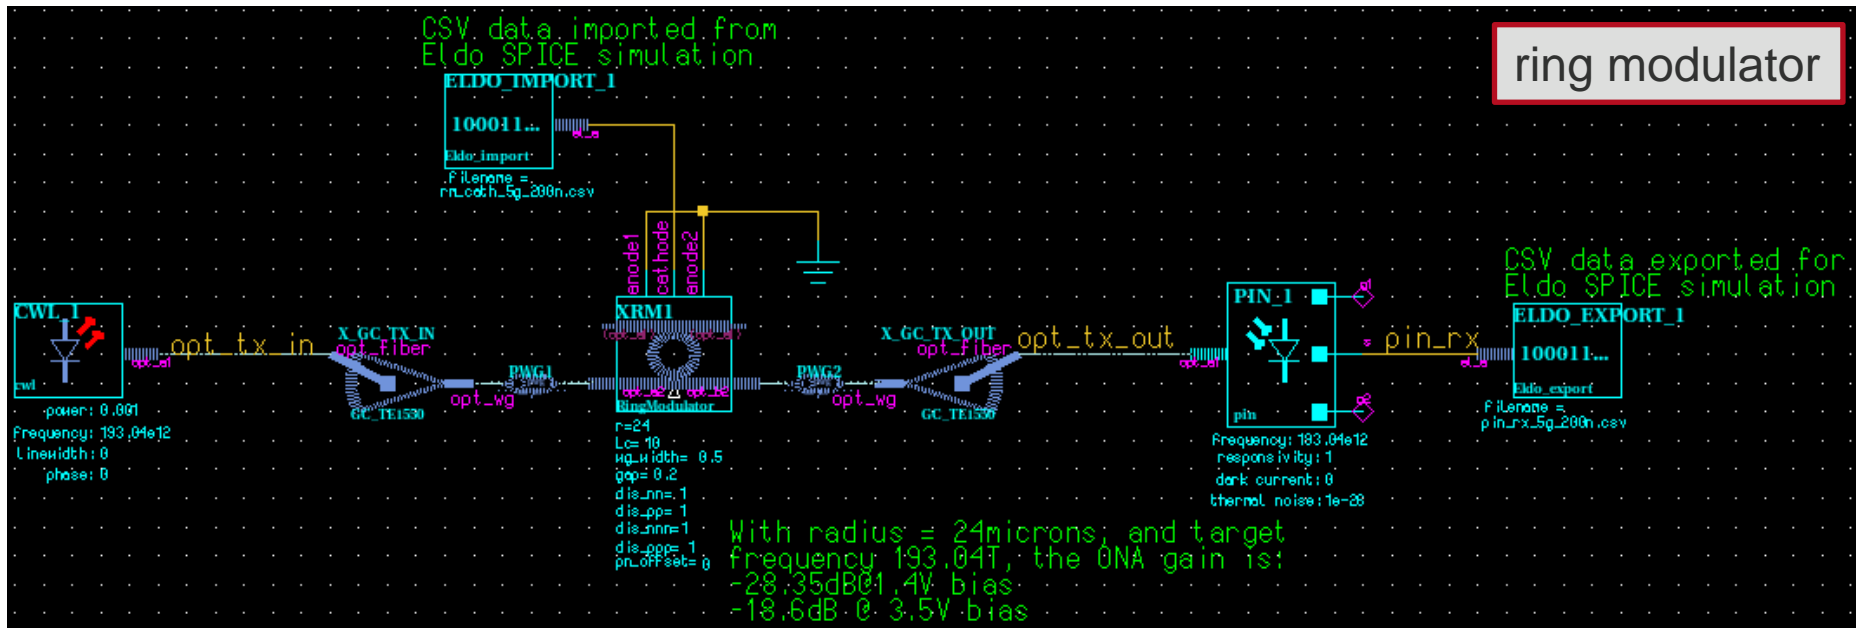 CSV data imported from
Eldo SPICE simulation
ring modulator
ELDO_IMPORT_1
100011...
el_a
Eldo_import
filename =
rm_cath_5g_200n.csv
anode1
cathode
anode2
CSV data exported for
Eldo SPICE simulation
CWL_1
opt_a1
cwl
power: 0.001
frequency: 193.04e12
linewidth: 0
phase: 0
opt_tx_in
X_GC_TX_IN
opt_fiber
GC_TE1550
opt_wg
PWG1
XRM1
RingModulator
r=24
Lc= 10
wg_width= 0.5
gap= 0.2
dis_nn= 1
dis_pp= 1
dis_nnn=1
dis_ppp= 1
pn_offset= 0
PWG2
opt_wg
X_GC_TX_OUT
opt_fiber
GC_TE1550
opt_tx_out
PIN_1
pin
frequency: 193.04e12
responsivity: 1
dark current: 0
thermal noise: 1e-28
pin_rx
ELDO_EXPORT_1
100011...
el_a
Eldo_export
filename =
pin_rx_5g_200n.csv
With radius = 24microns, and target
frequency 193.04T, the ONA gain is:
-28.35dB@1.4V bias
-18.6dB @ 3.5V bias